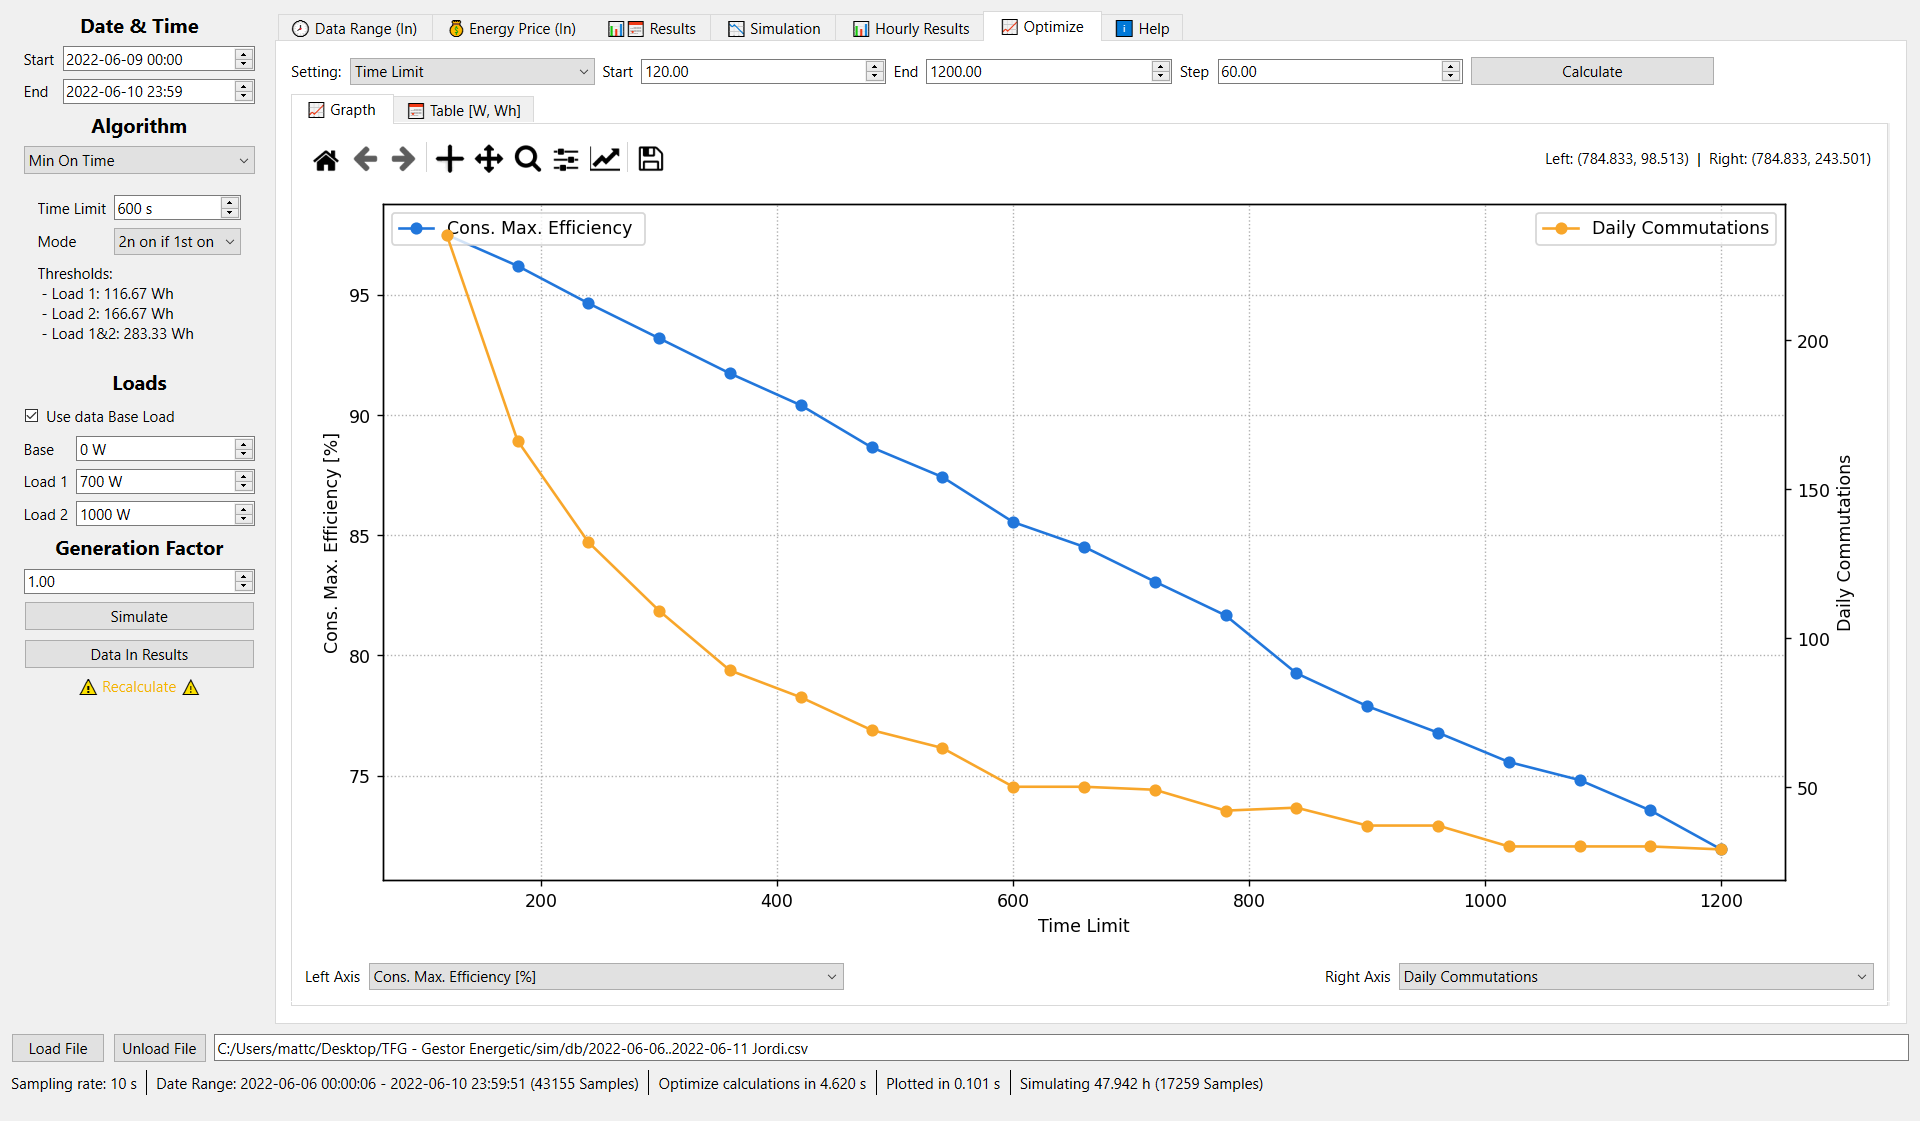 Date & Time
Start 2022-06-09 00:00
End 2022-06-10 23:59
Algorithm
Min On Time
Time Limit 600 s
Mode 2n on if 1st on
Thresholds:
- Load 1: 116.67 Wh
- Load 2: 166.67 Wh
- Load 1&2: 283.33 Wh
Loads
Use data Base Load
Base 0 W
Load 1 700 W
Load 2 1000 W
Generation Factor
1.00
Simulate
Data In Results
Recalculate
Data Range (In) Energy Price (In) Results Simulation Hourly Results Optimize Help
Setting: Time Limit Start 120.00 End 1200.00 Step 60.00 Calculate
Grapth Table [W, Wh]
Left: (784.833, 98.513) | Right: (784.833, 243.501)
Cons. Max. Efficiency
Daily Commutations
95
90
85
80
75
Cons. Max. Efficiency [%]
200
150
100
50
Daily Commutations
200 400 600 800 1000 1200
Time Limit
Left Axis Cons. Max. Efficiency [%] Right Axis Daily Commutations
Load File Unload File C:/Users/mattc/Desktop/TFG - Gestor Energetic/sim/db/2022-06-06..2022-06-11 Jordi.csv
Sampling rate: 10 s Date Range: 2022-06-06 00:00:06 - 2022-06-10 23:59:51 (43155 Samples) Optimize calculations in 4.620 s Plotted in 0.101 s Simulating 47.942 h (17259 Samples)